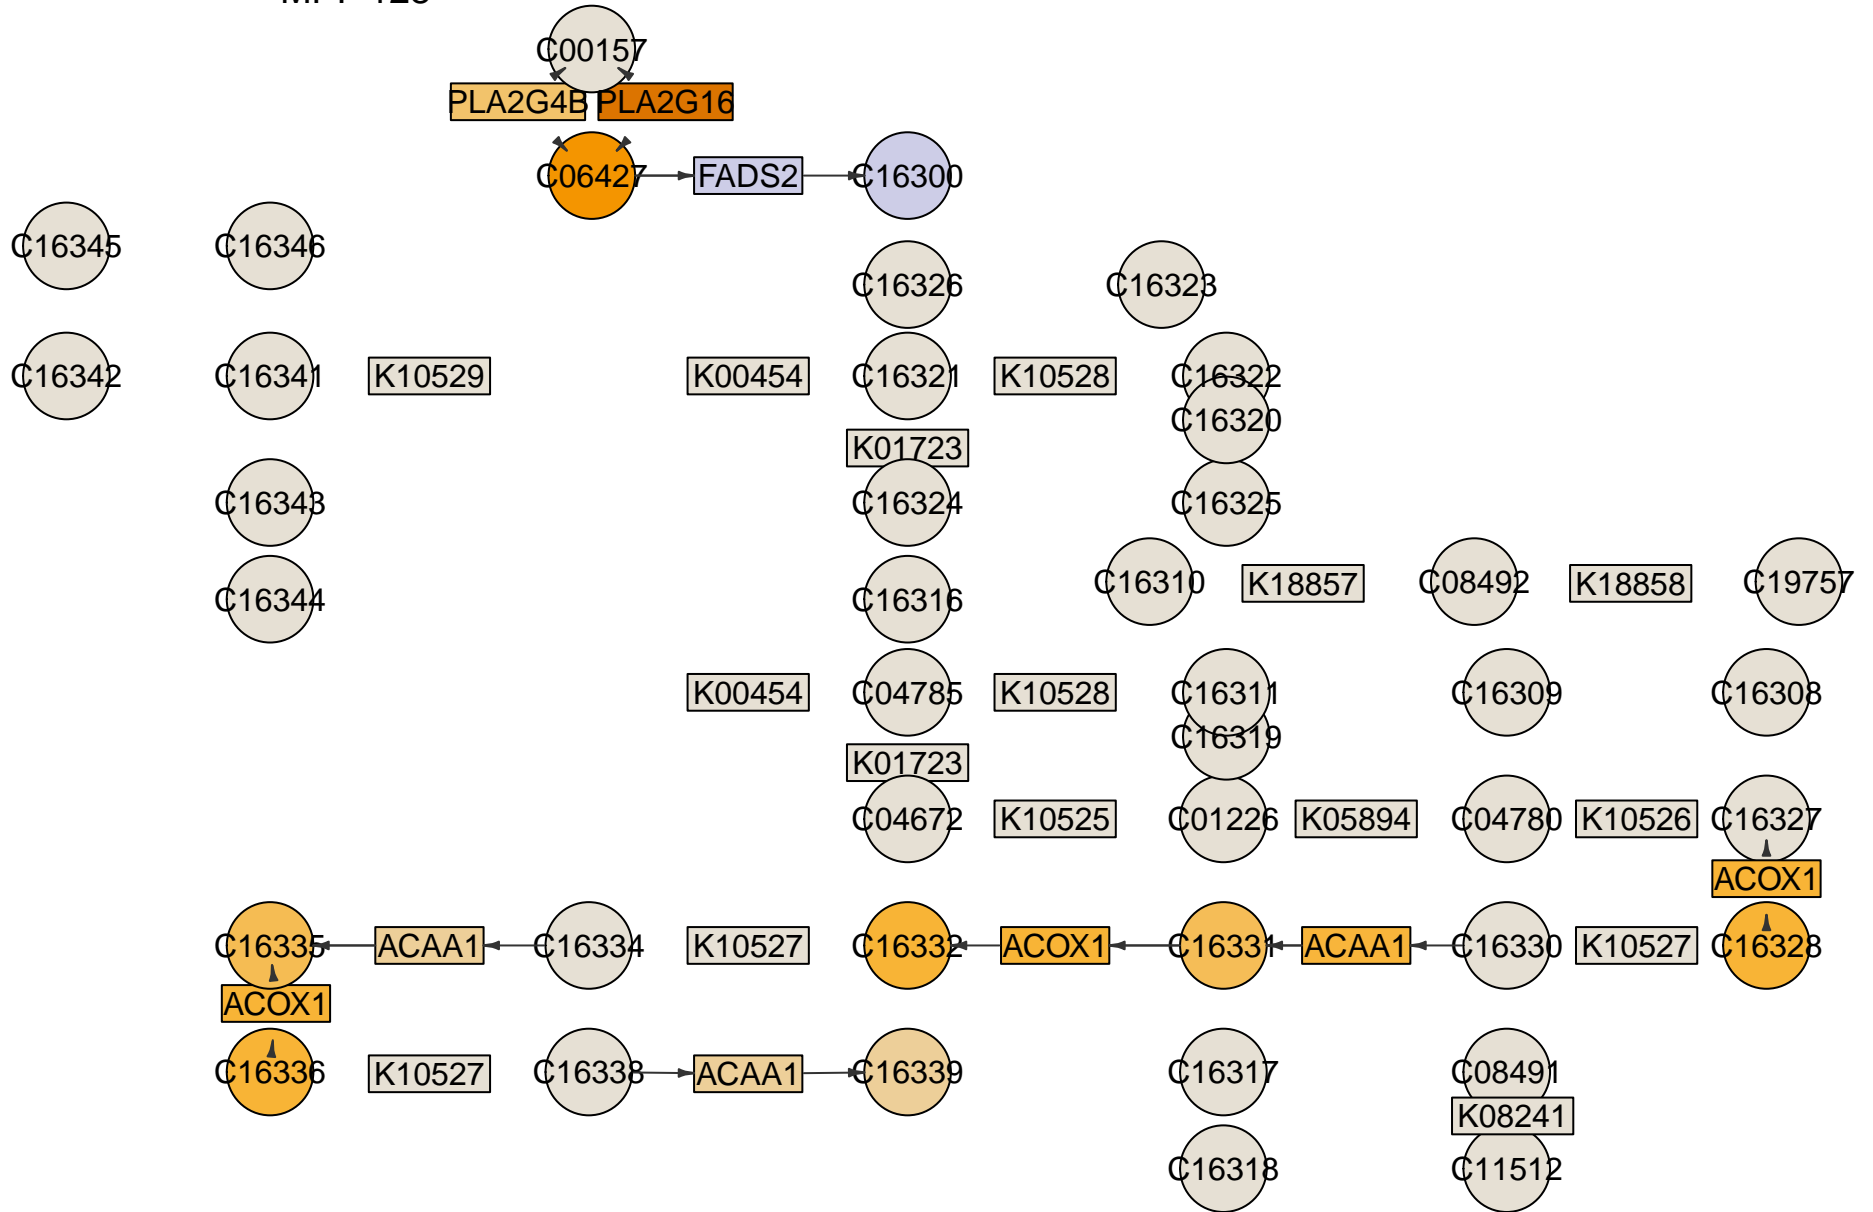 C00157
PLA2G4B PLA2G16
C06427 FADS2 C16300
C16345 C16346
C16326 C16323
C16342 C16341 K10529 K00454 C16321 K10528 C16322
C16320
K01723
C16343 C16324 C16325
C16310 K18857 C08492 K18858 C19757
C16344 C16316
K00454 C04785 K10528 C16311 C16309 C16308
C16319
K01723
C04672 K10525 C01226 K05894 C04780 K10526 C16327
ACOX1
C16335 ACAA1 C16334 K10527 C16332 ACOX1 C16331 ACAA1 C16330 K10527 C16328
ACOX1
C16336 K10527 C16338 ACAA1 C16339 C16317 C08491
K08241
C16318 C11512